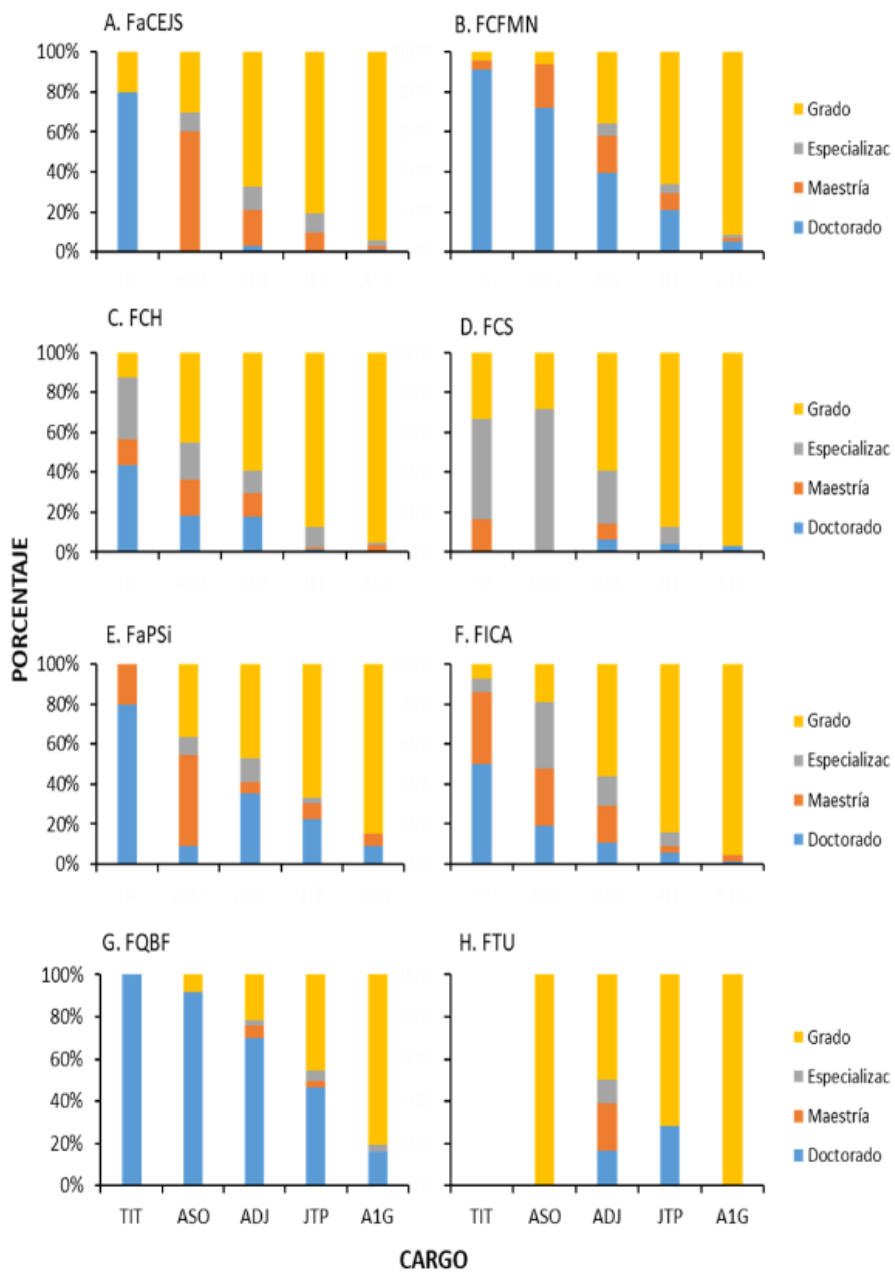 A. FaCEJS
B. FCFMN
100%
80%
60%
40%
20%
0%
Grado
Especializac
Maestría
Doctorado
C. FCH
D. FCS
100%
80%
60%
40%
20%
0%
Grado
Especializac
Maestría
Doctorado
PORCENTAJE
E. FaPSi
F. FICA
100%
80%
60%
40%
20%
0%
Grado
Especializac
Maestría
Doctorado
G. FQBF
H. FTU
100%
80%
60%
40%
20%
0%
Grado
Especializac
Maestría
Doctorado
TIT ASO ADJ JTP A1G
TIT ASO ADJ JTP A1G
CARGO